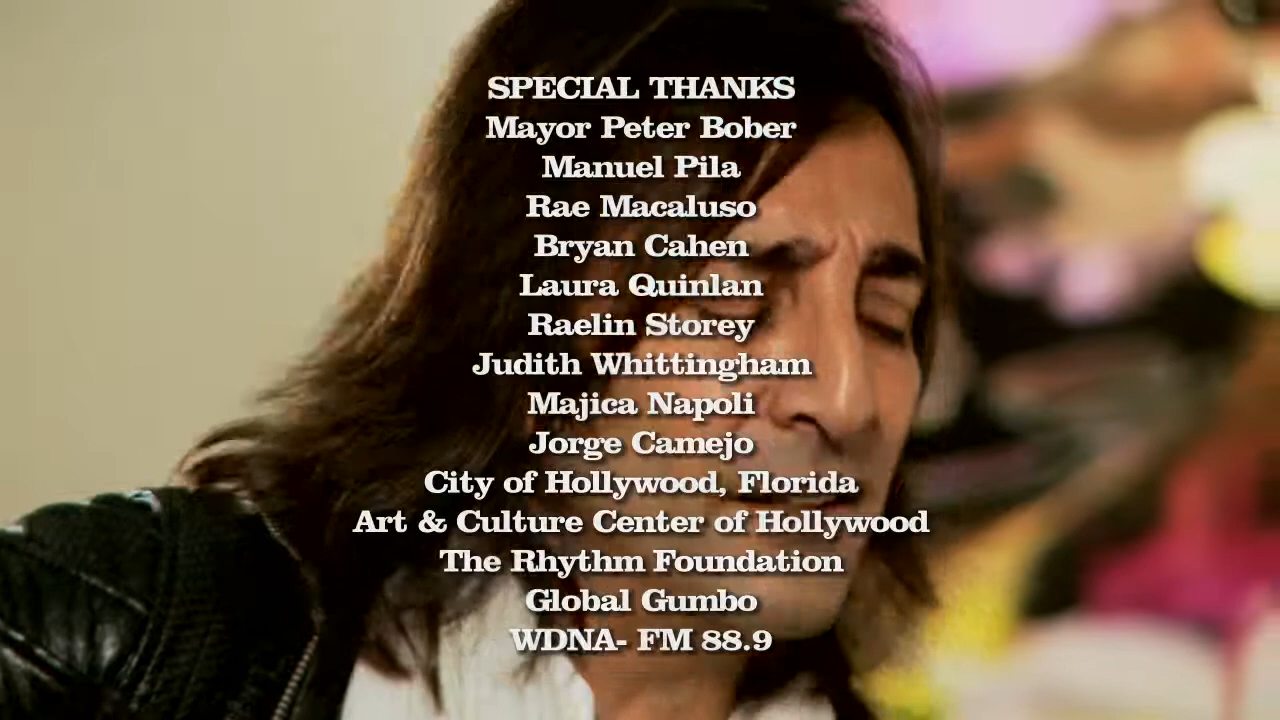 SPECIAL THANKS
Mayor Peter Bober
Manuel Pila
Rae Macaluso
Bryan Cahen
Laura Quinlan
Raelin Storey
Judith Whittingham
Majica Napoli
Jorge Camejo
City of Hollywood, Florida
Art & Culture Center of Hollywood
The Rhythm Foundation
Global Gumbo
WDNA- FM 88.9